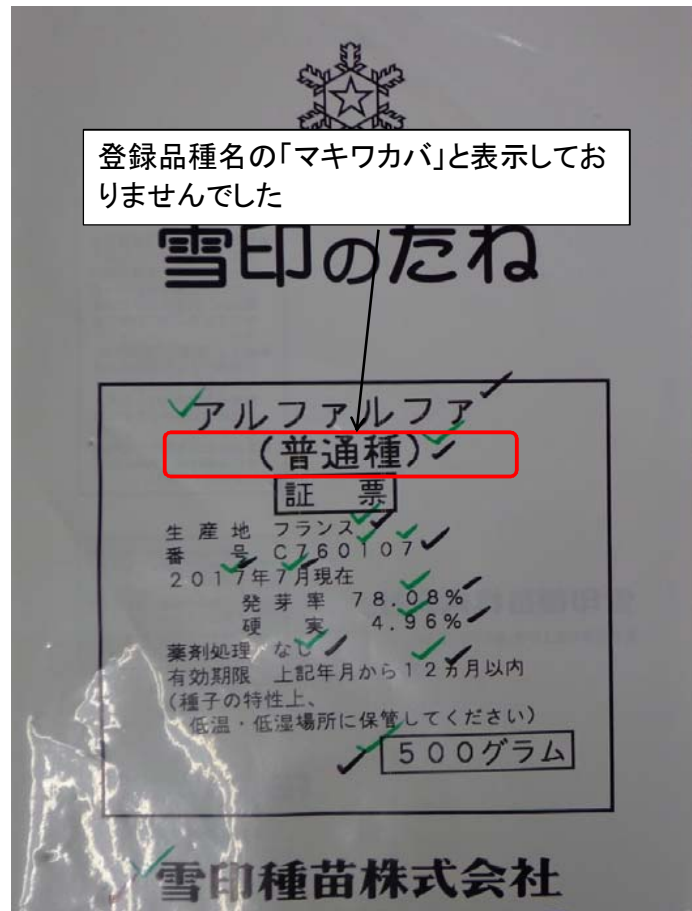 登録品種名の「マキワカバ」と表示してお
りませんでした
雪印のたね
アルファルファ
(普通種)
証 票
生産地 フランス
番 号 C760107
2017年7月現在
発芽率 78.08%
硬 実 4.96%
薬剤処理 なし
有効期限 上記年月から12ヵ月以内
(種子の特性上、
低温・低湿場所に保管してください)
500グラム
雪印種苗株式会社